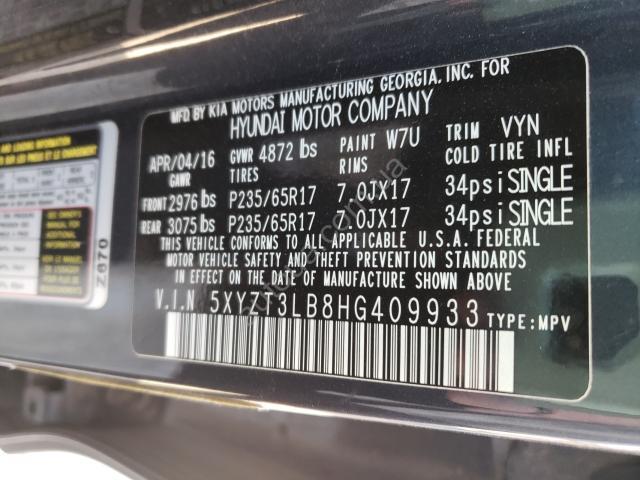 MFD.BY KIA MOTORS MANUFACTURING GEORGIA,INC.FOR
HYUNDAI MOTOR COMPANY
APR/04/16 GVWR 4872 lbs PAINT W7U TRIM VYN
GAWR TIRES RIMS COLD TIRE INFL
FRONT 2976 lbs P235/65R17 7.0JX17 34psi SINGLE
REAR 3075 lbs P235/65R17 7.0JX17 34psi SINGLE
THIS VEHICLE CONFORMS TO ALL APPLICABLE U.S.A. FEDERAL
MOTOR VEHICLE SAFETY AND THEFT PREVENTION STANDARDS
IN EFFECT ON THE DATE OF MANUFACTURE SHOWN ABOVE.
V.I.N 5XYZT3LB8HG409933 TYPE:MPV
Z870
AND LOADING INFORMATION